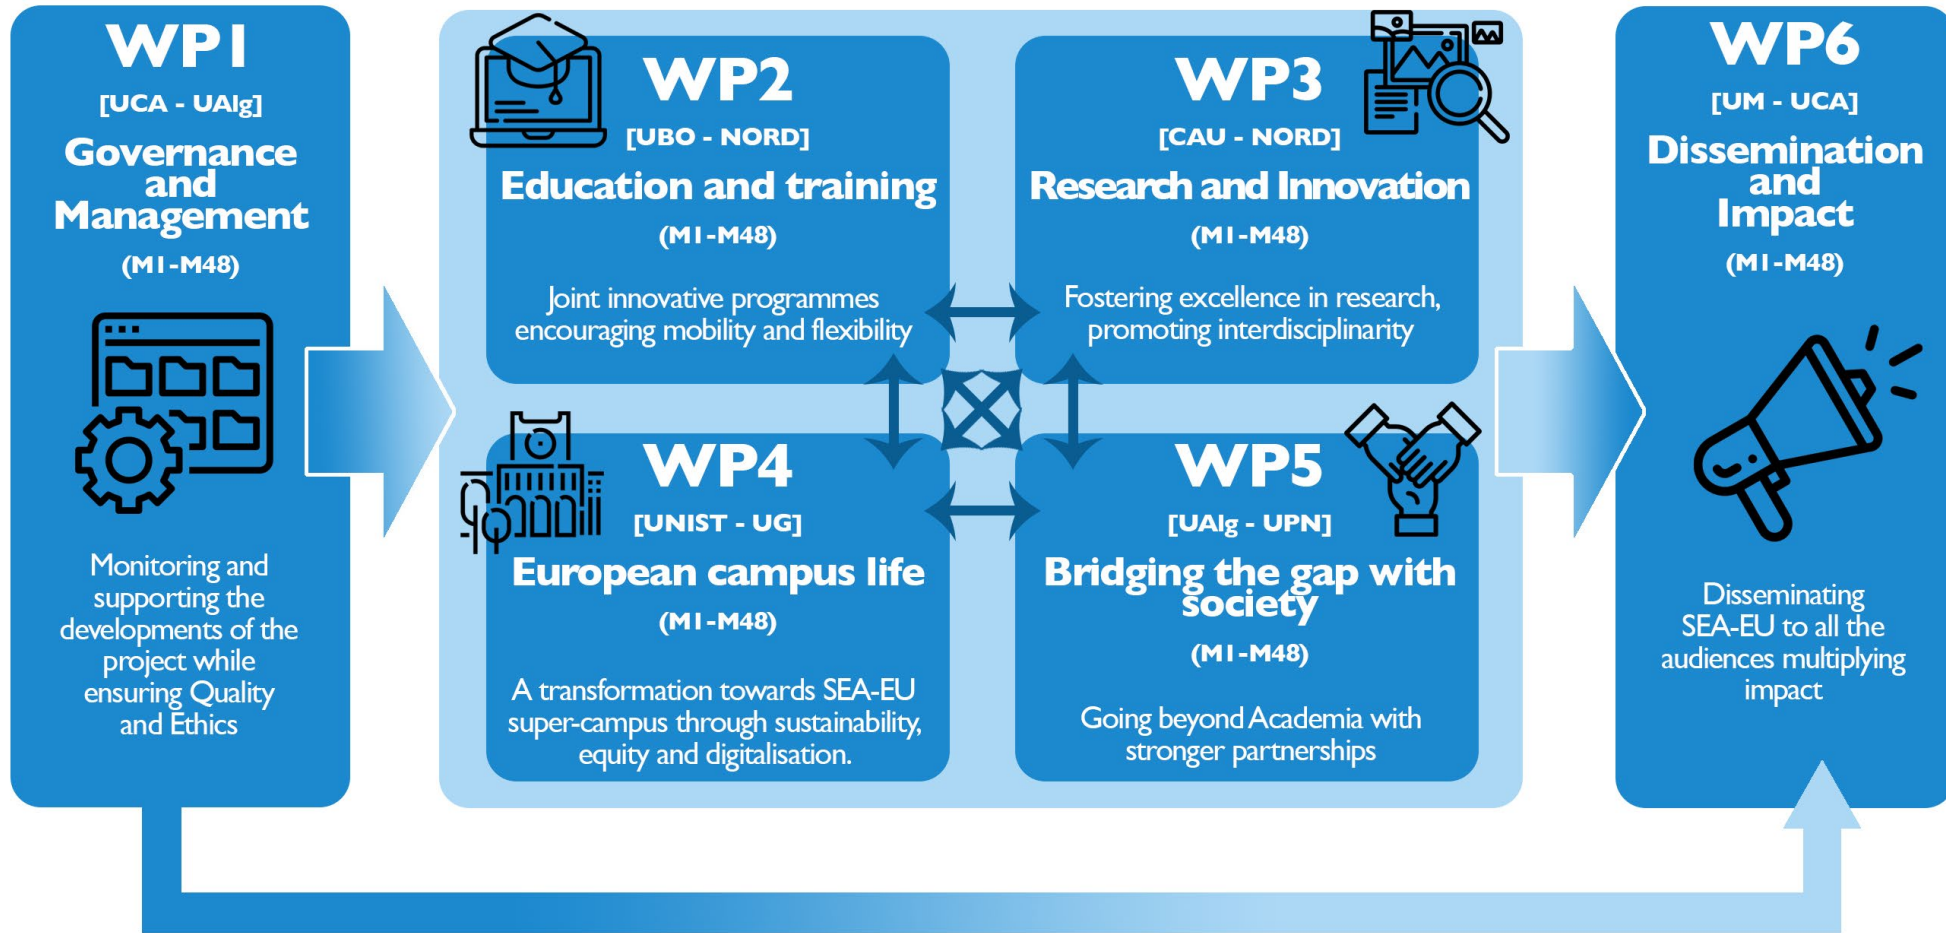 WP1
[UCA - UAlg]
Governance
and
Management
(M1-M48)
Monitoring and
supporting the
developments of the
project while
ensuring Quality
and Ethics
WP2
[UBO - NORD]
Education and training
(M1-M48)
Joint innovative programmes
encouraging mobility and flexibility
WP3
[CAU - NORD]
Research and Innovation
(M1-M48)
Fostering excellence in research,
promoting interdisciplinarity
WP4
[UNIST - UG]
European campus life
(M1-M48)
A transformation towards SEA-EU
super-campus through sustainability,
equity and digitalisation.
WP5
[UAlg - UPN]
Bridging the gap with
society
(M1-M48)
Going beyond Academia with
stronger partnerships
WP6
[UM - UCA]
Dissemination
and
Impact
(M1-M48)
Disseminating
SEA-EU to all the
audiences multiplying
impact